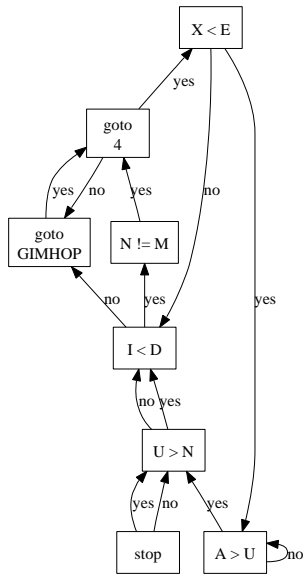 X < E
yes
goto
4
yes
no
yes
no
goto
GIMHOP
N != M
no
yes
yes
I < D
no
yes
U > N
yes
no
yes
stop
A > U
no